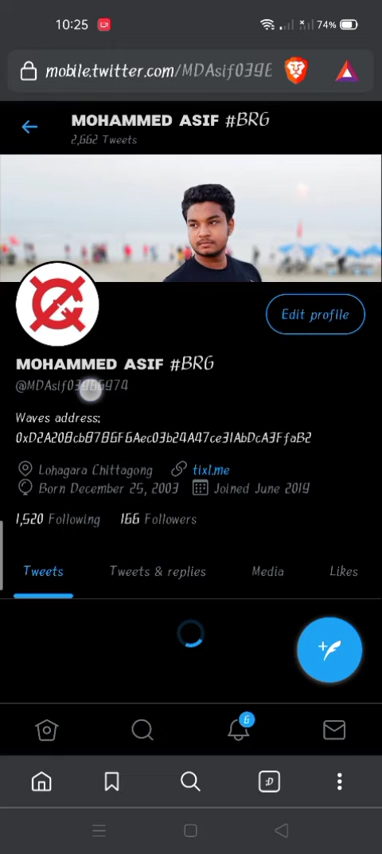 10:25
74%
mobile.twitter.com/MDAsif039
MOHAMMED ASIF #BRG
2,662 Tweets
Edit profile
MOHAMMED ASIF #BRG
Waves address:
Lohagara Chittagong tixl.me
Born December 25, 2003 Joined June 2019
1,520 Following 166 Followers
Tweets Tweets & replies Media Likes
6
:D